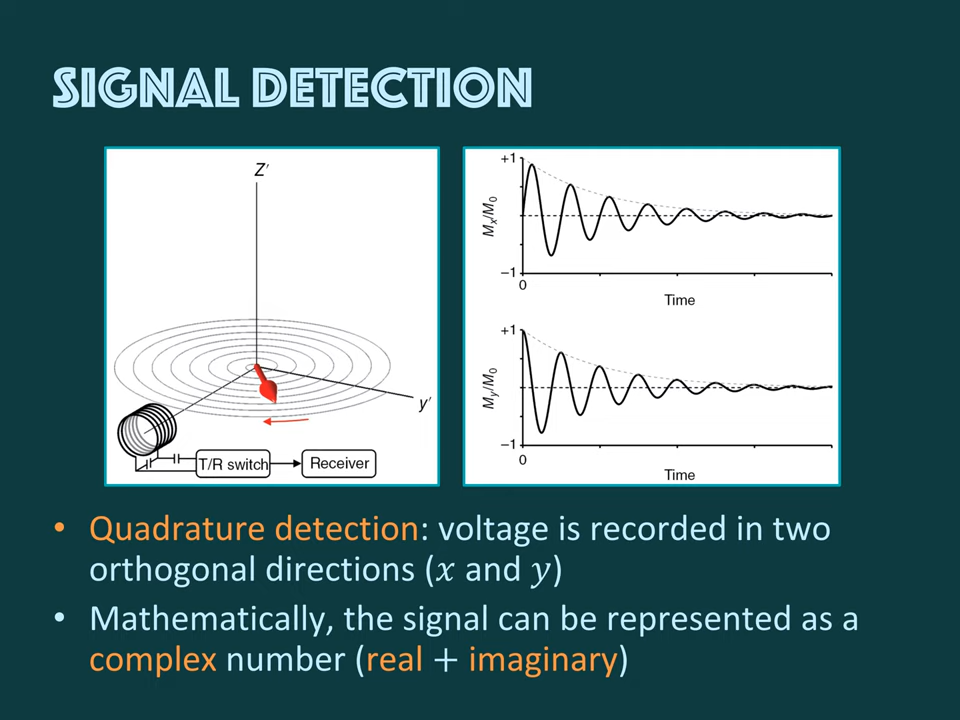 SIGNAL DETECTION
Z′
y′
T/R switch
Receiver
+1
Mx/M0
−1
0
Time
+1
My/M0
−1
0
Time
• Quadrature detection: voltage is recorded in two
orthogonal directions (x and y)
• Mathematically, the signal can be represented as a
complex number (real + imaginary)